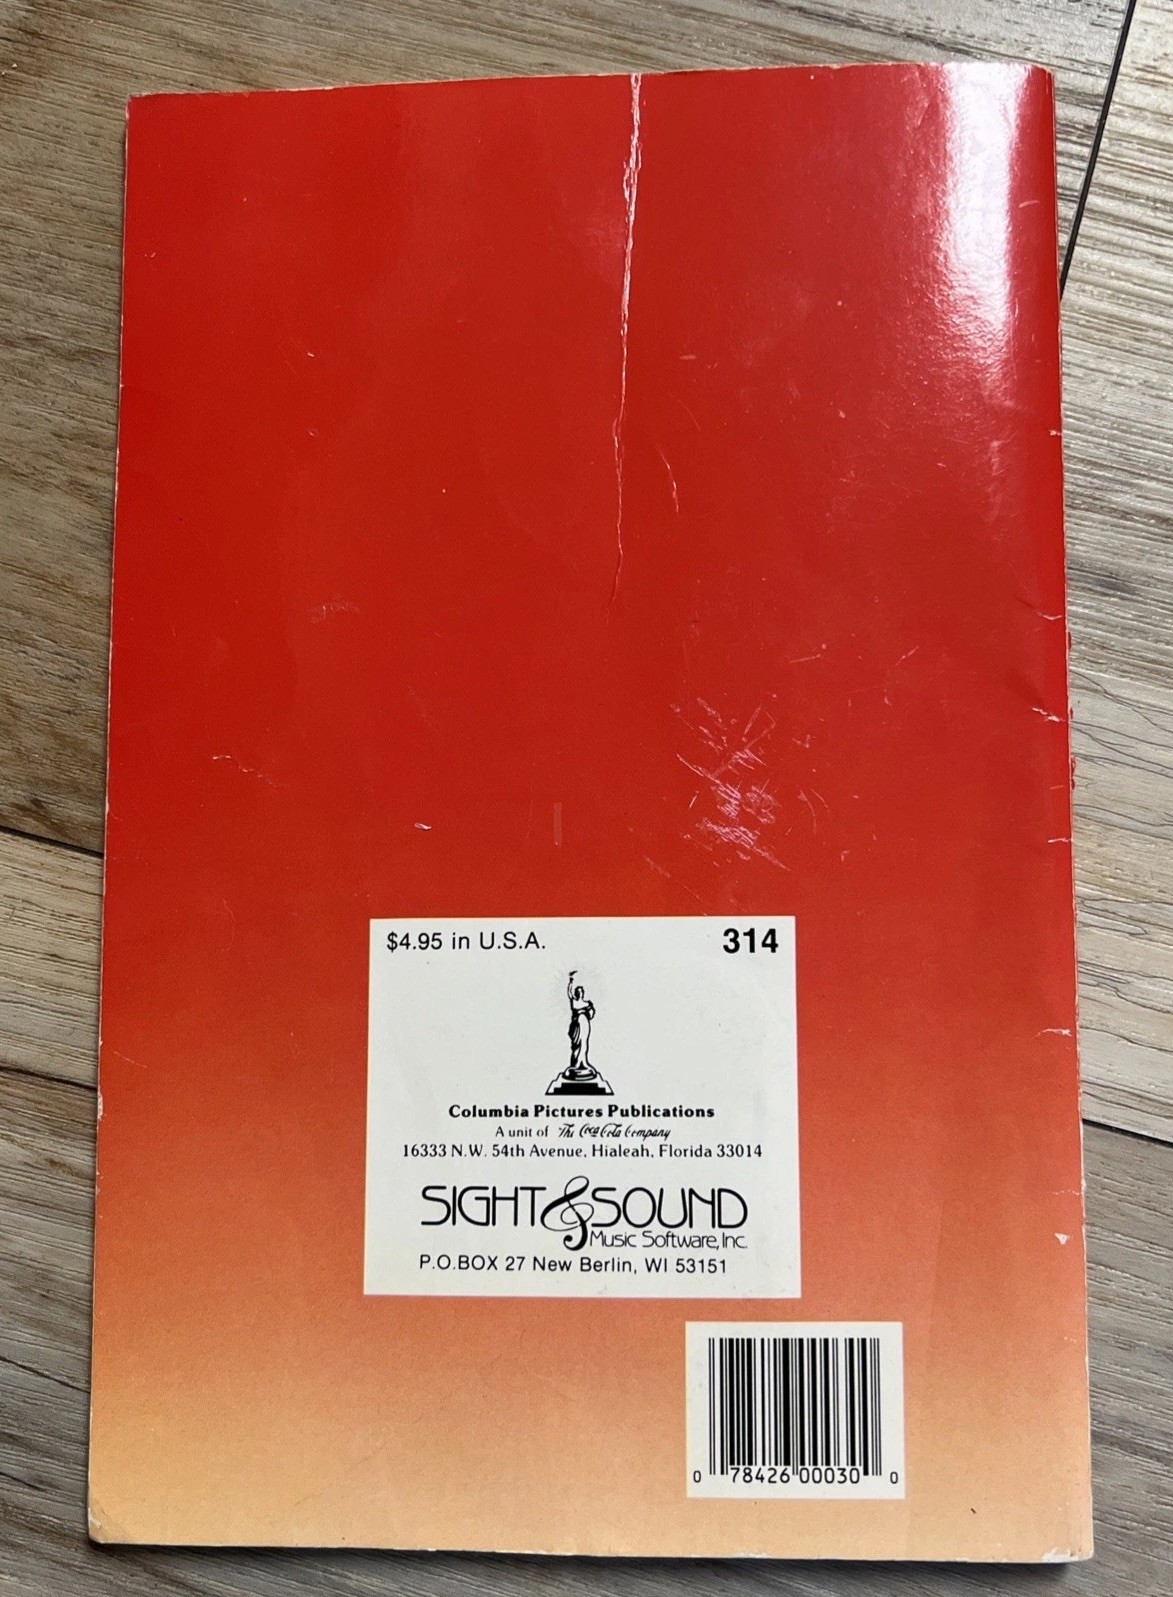 $4.95 in U.S.A. 314
Columbia Pictures Publications
A unit of The Coca-Cola Company
16333 N.W. 54th Avenue, Hialeah, Florida 33014
SIGHT & SOUND
Music Software, Inc.
P.O.BOX 27 New Berlin, WI 53151
0 78426 00030 0